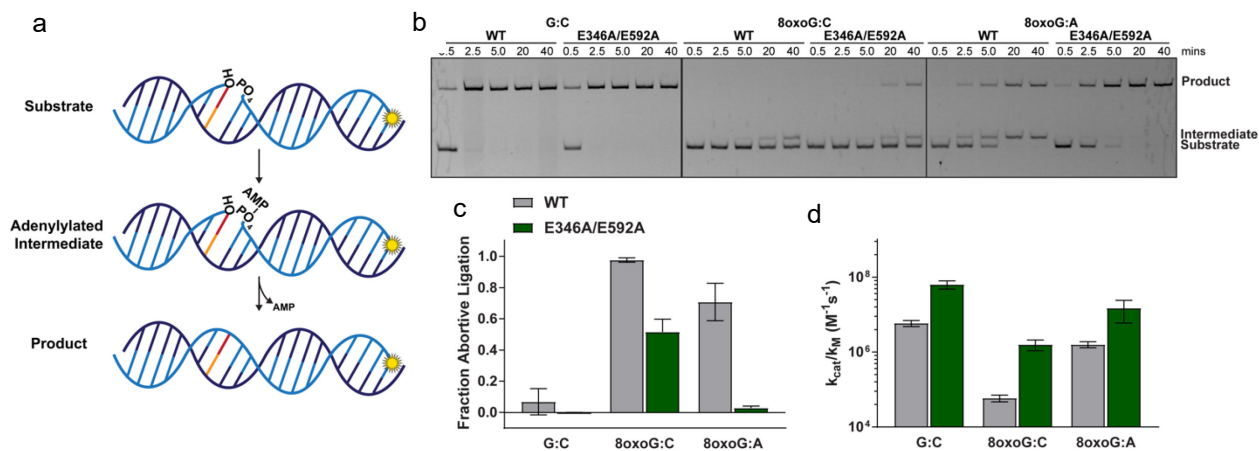 a
Substrate
HO
PO4
Adenylylated
Intermediate
AMP
HO
PO4
AMP
Product
b
G:C 8oxoG:C 8oxoG:A
WT E346A/E592A WT E346A/E592A WT E346A/E592A
0.5 2.5 5.0 20 40 0.5 2.5 5.0 20 40 0.5 2.5 5.0 20 40 0.5 2.5 5.0 20 40 0.5 2.5 5.0 20 40 0.5 2.5 5.0 20 40 mins
Product
Intermediate
Substrate
c
WT
E346A/E592A
Fraction Abortive Ligation
1.0
0.8
0.6
0.4
0.2
0.0
G:C 8oxoG:C 8oxoG:A
d
kcat/kM (M-1s-1)
10^8
10^6
10^4
G:C 8oxoG:C 8oxoG:A